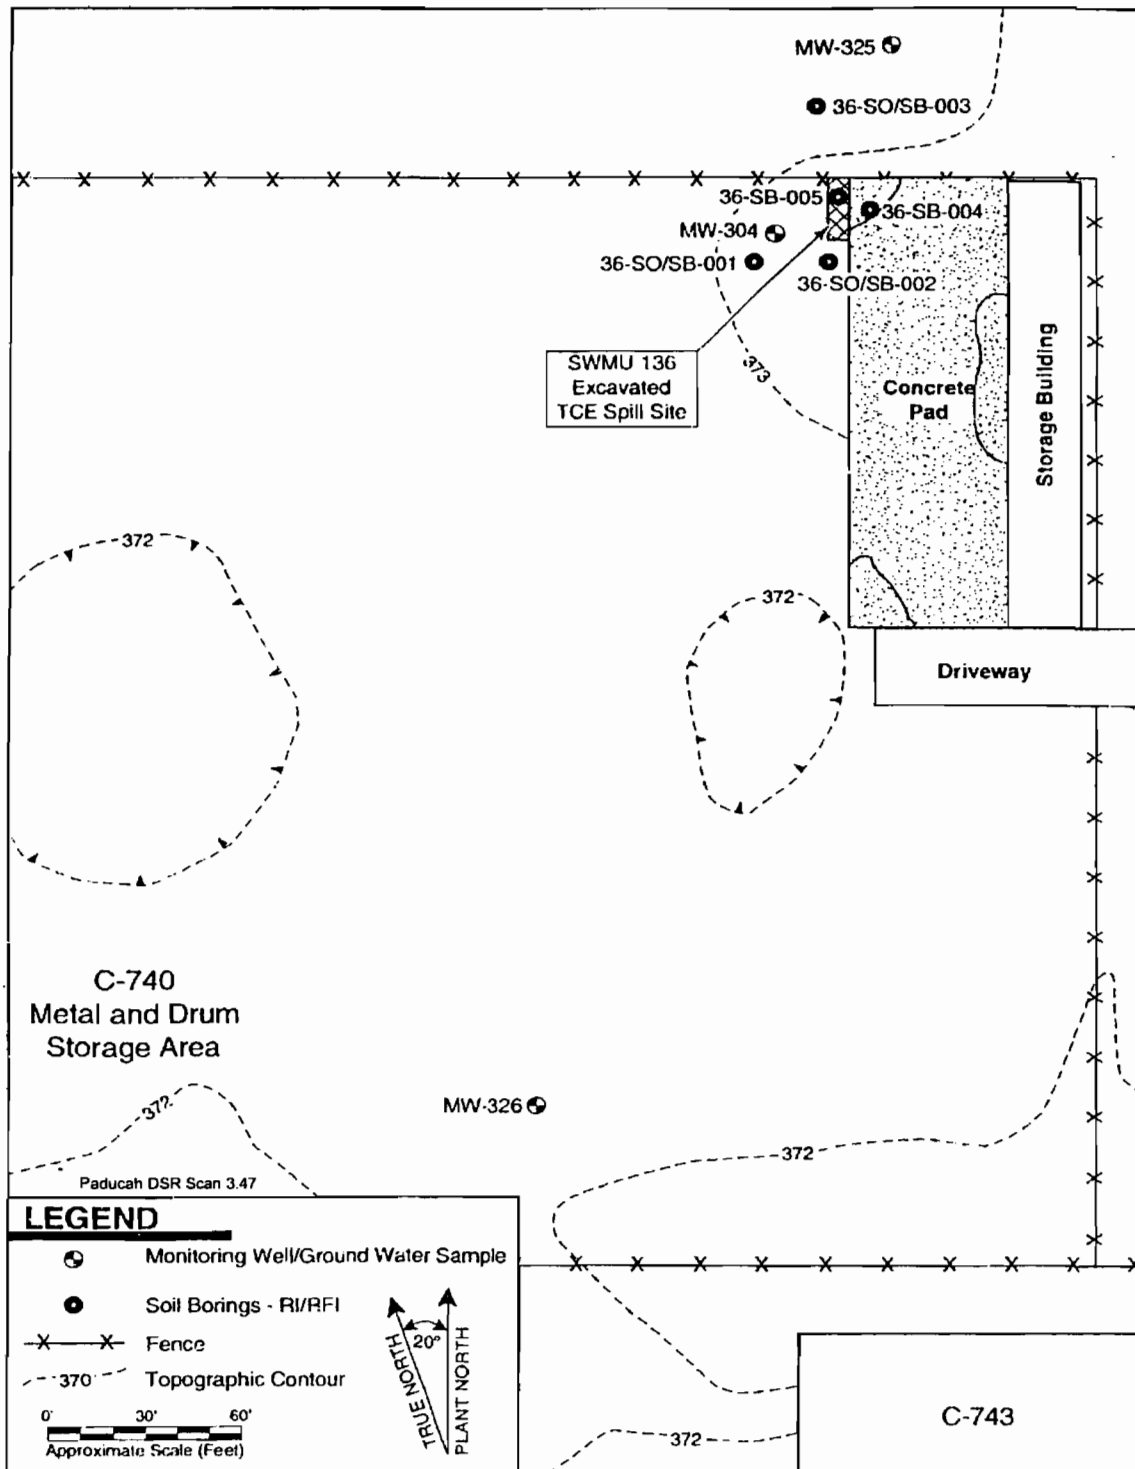 MW-325
36-SO/SB-003
36-SB-005
36-SB-004
MW-304
36-SO/SB-001
36-SO/SB-002
SWMU 136
Excavated
TCE Spill Site
373
Concrete
Pad
Storage Building
372
372
Driveway
C-740
Metal and Drum
Storage Area
372
MW-326
372
Paducah DSR Scan 3.47
LEGEND
Monitoring Well/Ground Water Sample
Soil Borings - RI/RFI
Fence
370
Topographic Contour
0'
30'
60'
Approximate Scale (Feet)
20°
TRUE NORTH
PLANT NORTH
372
C-743